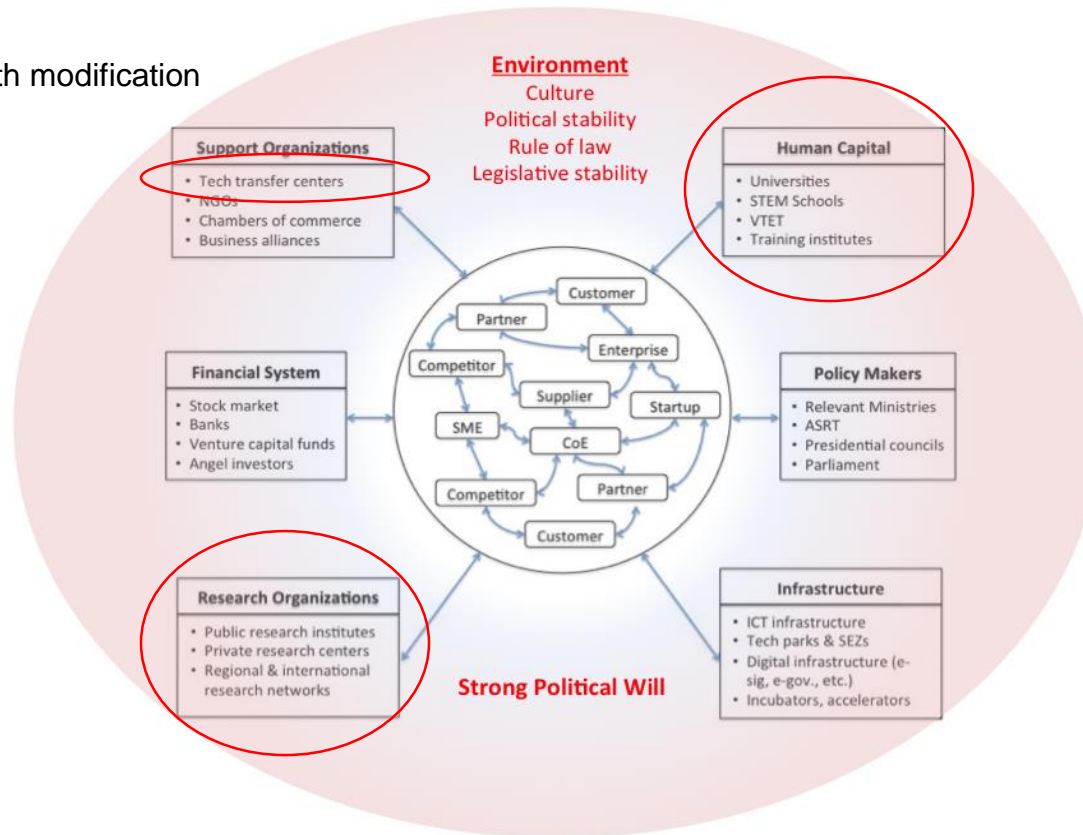 th modification
Environment
Culture
Political stability
Rule of law
Legislative stability
Support Organizations
• Tech transfer centers
• NGOs
• Chambers of commerce
• Business alliances
Human Capital
• Universities
• STEM Schools
• VTET
• Training institutes
Financial System
• Stock market
• Banks
• Venture capital funds
• Angel investors
Customer
Partner
Enterprise
Competitor
Supplier
Startup
SME
CoE
Competitor
Partner
Customer
Policy Makers
• Relevant Ministries
• ASRT
• Presidential councils
• Parliament
Research Organizations
• Public research institutes
• Private research centers
• Regional & international
research networks
Strong Political Will
Infrastructure
• ICT infrastructure
• Tech parks & SEZs
• Digital infrastructure (e-
sig, e-gov., etc.)
• Incubators, accelerators